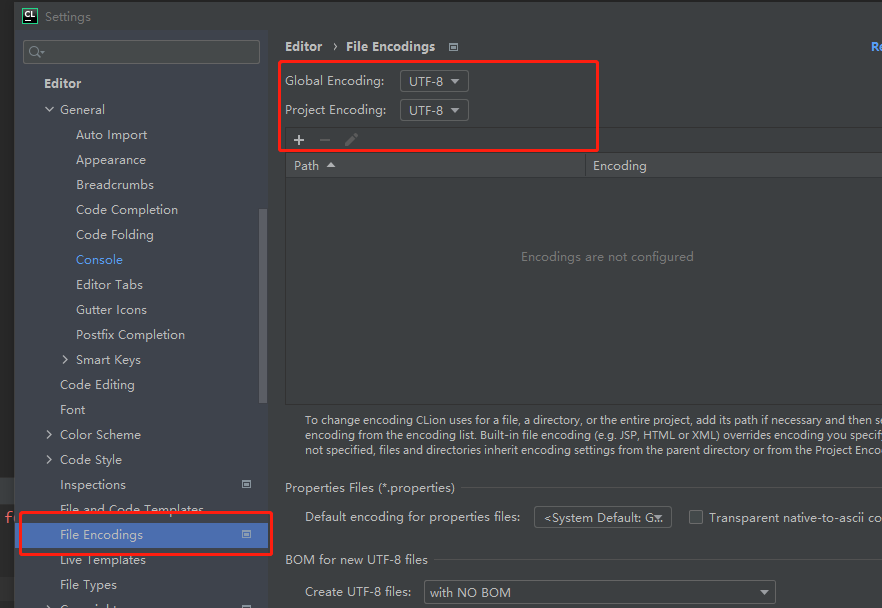 CL Settings
Editor › File Encodings
Re
Global Encoding: UTF-8
Project Encoding: UTF-8
Path Encoding
Encodings are not configured
To change encoding CLion uses for a file, a directory, or the entire project, add its path if necessary and then se
encoding from the encoding list. Built-in file encoding (e.g. JSP, HTML or XML) overrides encoding you specify
not specified, files and directories inherit encoding settings from the parent directory or from the Project Enco
Properties Files (*.properties)
Default encoding for properties files: <System Default: G Transparent native-to-ascii co
BOM for new UTF-8 files
Create UTF-8 files: with NO BOM
Editor
General
Auto Import
Appearance
Breadcrumbs
Code Completion
Code Folding
Console
Editor Tabs
Gutter Icons
Postfix Completion
Smart Keys
Code Editing
Font
Color Scheme
Code Style
Inspections
File and Code Templates
File Encodings
Live Templates
File Types
Copyright